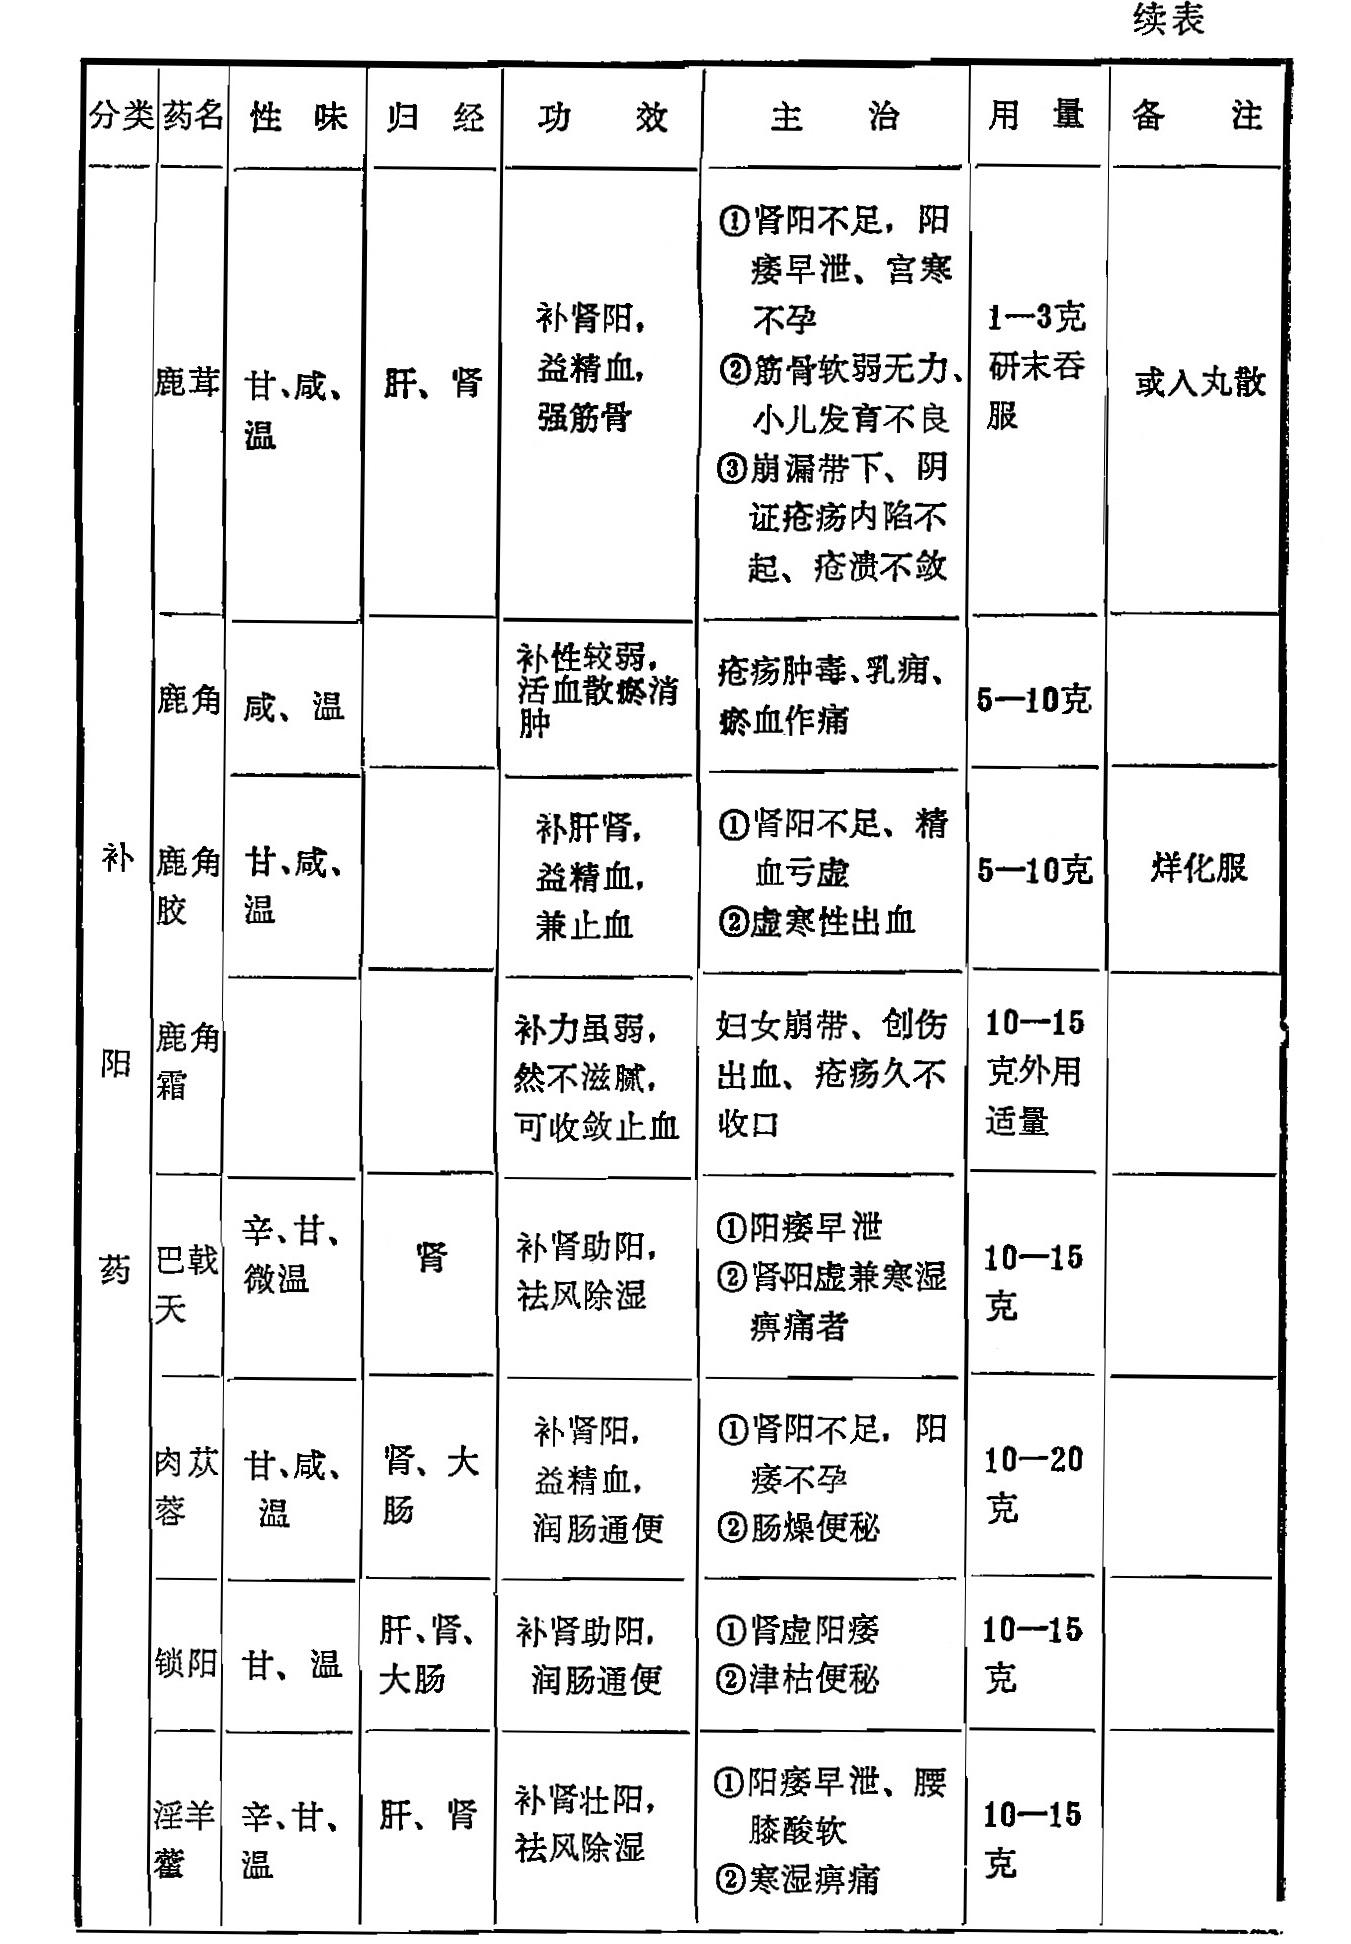 续表
分类 药名 性味 归经 功效 主治 用量 备注
补
阳
药
鹿茸
甘、咸、
温
肝、肾
补肾阳，
益精血，
强筋骨
①肾阳不足，阳
痿早泄、宫寒
不孕
②筋骨软弱无力、
小儿发育不良
③崩漏带下、阴
证疮疡内陷不
起、疮溃不敛
1—3克
研末吞
服
或入丸散
鹿角
咸、温
补性较弱，
活血散瘀消
肿
疮疡肿毒、乳痈、
瘀血作痛
5—10克
鹿角
胶
甘、咸、
温
补肝肾，
益精血，
兼止血
①肾阳不足、精
血亏虚
②虚寒性出血
5—10克
烊化服
鹿角
霜
补力虽弱，
然不滋腻，
可收敛止血
妇女崩带、创伤
出血、疮疡久不
收口
10—15
克外用
适量
巴戟
天
辛、甘、
微温
肾
补肾助阳，
祛风除湿
①阳痿早泄
②肾阳虚兼寒湿
痹痛者
10—15
克
肉苁
蓉
甘、咸、
温
肾、大
肠
补肾阳，
益精血，
润肠通便
①肾阳不足，阳
痿不孕
②肠燥便秘
10—20
克
锁阳
甘、温
肝、肾、
大肠
补肾助阳，
润肠通便
①肾虚阳痿
②津枯便秘
10—15
克
淫羊
藿
辛、甘、
温
肝、肾
补肾壮阳，
祛风除湿
①阳痿早泄、腰
膝酸软
②寒湿痹痛
10—15
克